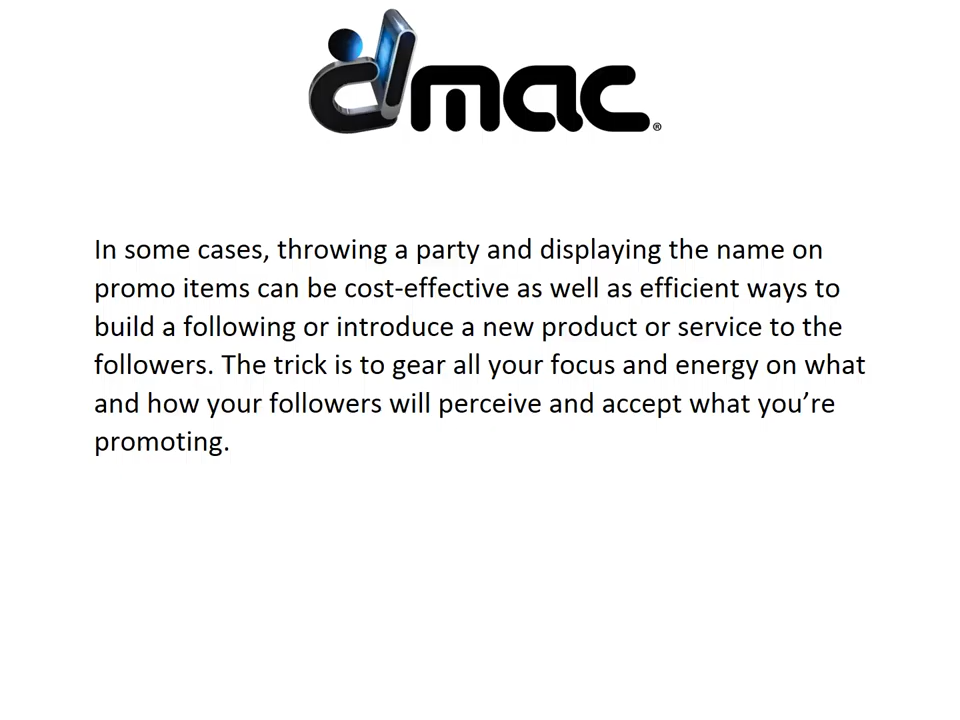 dmac®
In some cases, throwing a party and displaying the name on
promo items can be cost-effective as well as efficient ways to
build a following or introduce a new product or service to the
followers. The trick is to gear all your focus and energy on what
and how your followers will perceive and accept what you’re
promoting.